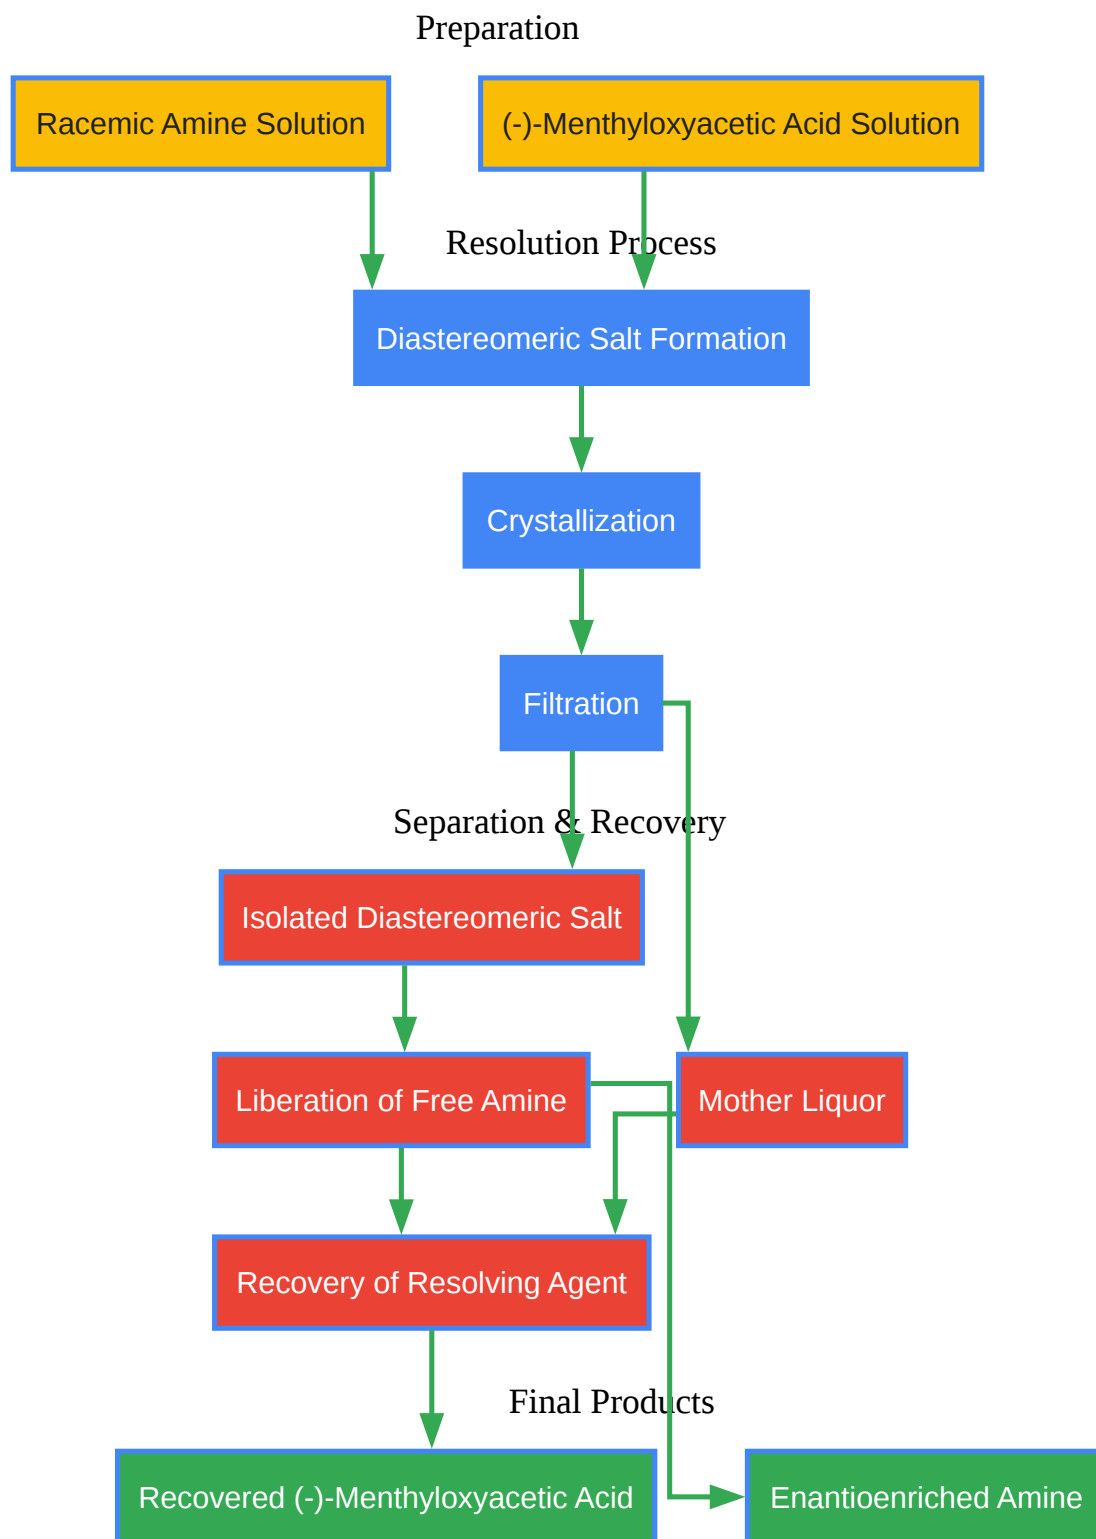 Preparation
Racemic Amine Solution
(-)-Menthyloxyacetic Acid Solution
Resolution Process
Diastereomeric Salt Formation
Crystallization
Filtration
Separation & Recovery
Isolated Diastereomeric Salt
Liberation of Free Amine
Mother Liquor
Recovery of Resolving Agent
Final Products
Recovered (-)-Menthyloxyacetic Acid
Enantioenriched Amine